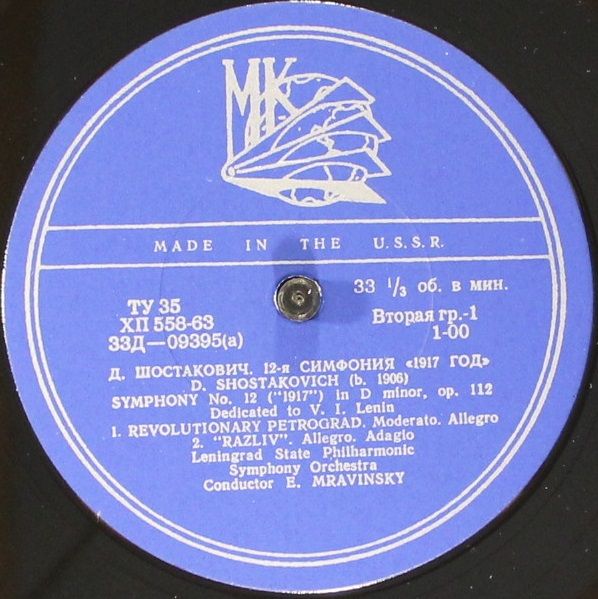 МК
MADE IN THE U.S.S.R.
33 1/3 об. в мин.
ТУ 35
ХП 558-63
33Д—09395(а)
Вторая гр.-1
1-00
Д. ШОСТАКОВИЧ. 12-я СИМФОНИЯ «1917 ГОД»
D. SHOSTAKOVICH (b. 1906)
SYMPHONY No. 12 ("1917") in D minor, op. 112
Dedicated to V. I. Lenin
1. REVOLUTIONARY PETROGRAD. Moderato. Allegro
2. "RAZLIV". Allegro. Adagio
Leningrad State Philharmonic
Symphony Orchestra
Conductor E. MRAVINSKY